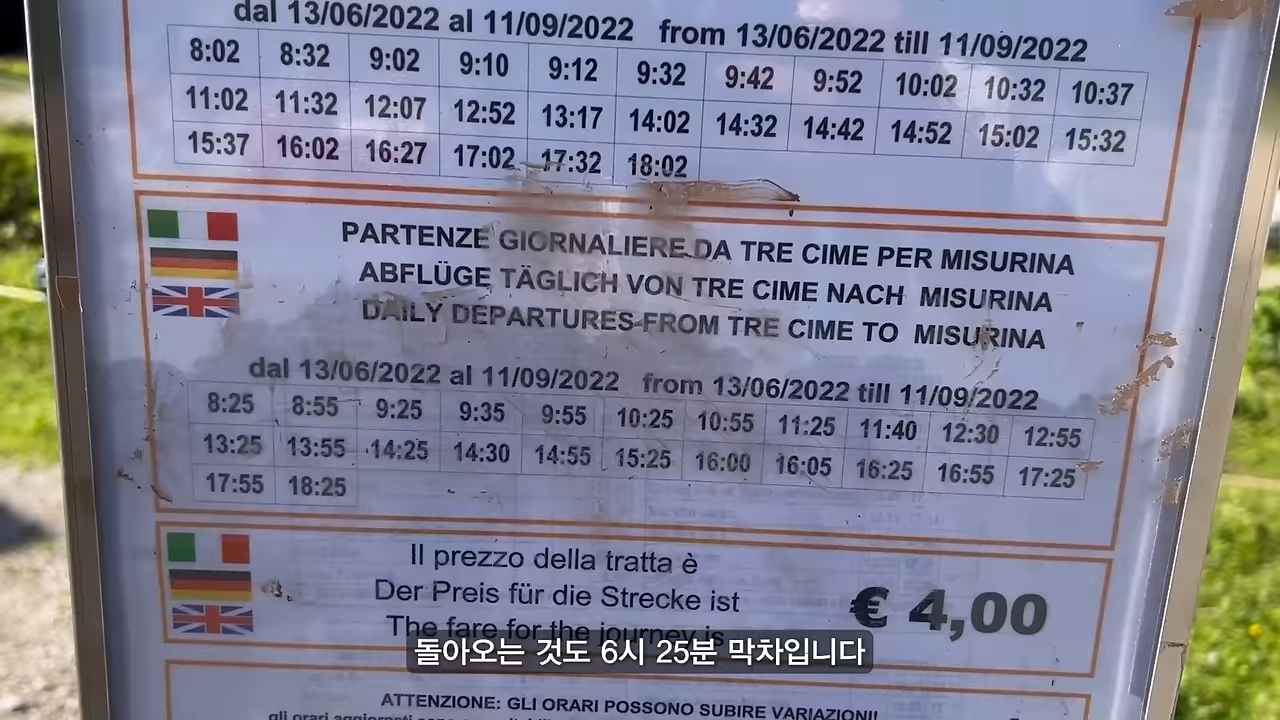 dal 13/06/2022 al 11/09/2022 from 13/06/2022 till 11/09/2022
8:02 8:32 9:02 9:10 9:12 9:32 9:42 9:52 10:02 10:32 10:37
11:02 11:32 12:07 12:52 13:17 14:02 14:32 14:42 14:52 15:02 15:32
15:37 16:02 16:27 17:02 17:32 18:02
PARTENZE GIORNALIERE DA TRE CIME PER MISURINA
ABFLÜGE TÄGLICH VON TRE CIME NACH MISURINA
DAILY DEPARTURES FROM TRE CIME TO MISURINA
dal 13/06/2022 al 11/09/2022 from 13/06/2022 till 11/09/2022
8:25 8:55 9:25 9:35 9:55 10:25 10:55 11:25 11:40 12:30 12:55
13:25 13:55 14:25 14:30 14:55 15:25 16:00 16:05 16:25 16:55 17:25
17:55 18:25
Il prezzo della tratta è
Der Preis für die Strecke ist
The fare for the journey is
€ 4,00
돌아오는 것도 6시 25분 막차입니다
ATTENZIONE: GLI ORARI POSSONO SUBIRE VARIAZIONI!
gli orari aggiornati